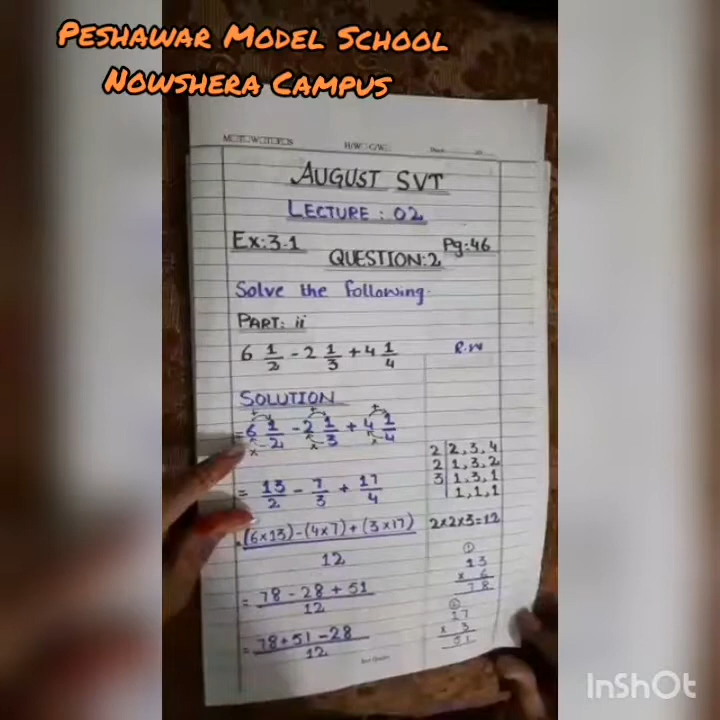 PESHAWAR MODEL SCHOOL
NOWSHERA CAMPUS
H/W C/W
AUGUST SVT
LECTURE : 02
Ex:3.1
Pg:46
QUESTION:2
Solve the following.
PART: ii
6 1/2 - 2 1/3 + 4 1/4
R.W
SOLUTION
= 6 1/2 - 2 1/3 + 4 1/4
= 13/2 - 7/3 + 17/4
= (6x13) - (4x7) + (3x17) / 12
= 78 - 28 + 51 / 12
= 78 + 51 - 28 / 12
2 | 2, 3, 4
2 | 1, 3, 2
3 | 1, 3, 1
| 1, 1, 1
2x2x3=12
①
13
x 6
78
②
17
x 3
51
InShOt